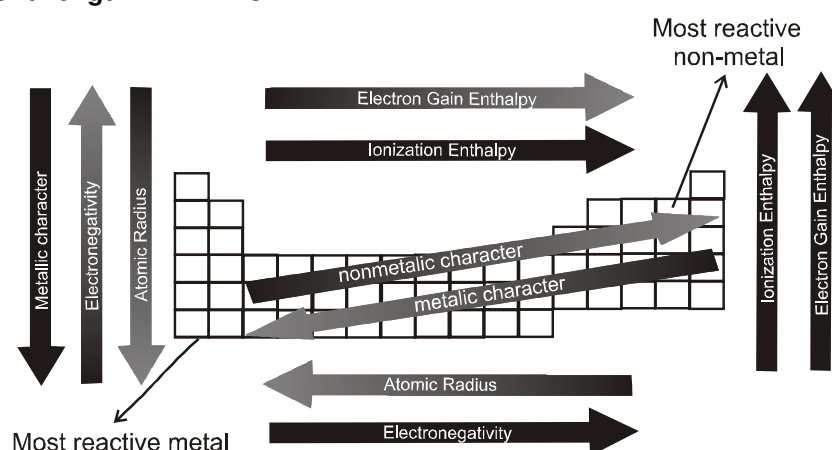 Most reactive
non-metal
Electron Gain Enthalpy
Ionization Enthalpy
Metallic character
Electronegativity
Atomic Radius
nonmetalic character
metalic character
Ionization Enthalpy
Electron Gain Enthalpy
Atomic Radius
Electronegativity
Most reactive metal